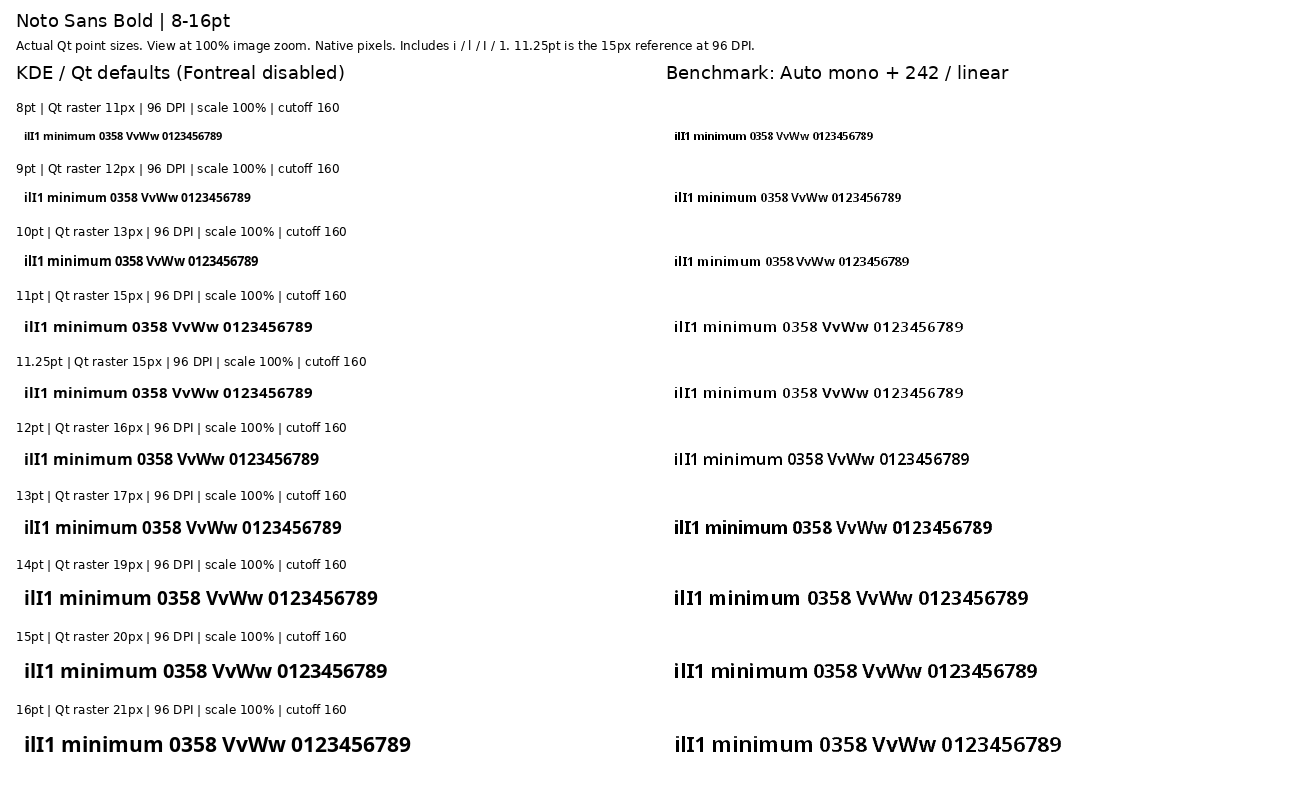 Noto Sans Bold | 8-16pt
Actual Qt point sizes. View at 100% image zoom. Native pixels. Includes i / l / I / 1. 11.25pt is the 15px reference at 96 DPI.
KDE / Qt defaults (Fontreal disabled) Benchmark: Auto mono + 242 / linear
8pt | Qt raster 11px | 96 DPI | scale 100% | cutoff 160
ilI1 minimum 0358 VvWw 0123456789 ilI1 minimum 0358 VvWw 0123456789
9pt | Qt raster 12px | 96 DPI | scale 100% | cutoff 160
ilI1 minimum 0358 VvWw 0123456789 ilI1 minimum 0358 VvWw 0123456789
10pt | Qt raster 13px | 96 DPI | scale 100% | cutoff 160
ilI1 minimum 0358 VvWw 0123456789 ilI1 minimum 0358 VvWw 0123456789
11pt | Qt raster 15px | 96 DPI | scale 100% | cutoff 160
ilI1 minimum 0358 VvWw 0123456789 ilI1 minimum 0358 VvWw 0123456789
11.25pt | Qt raster 15px | 96 DPI | scale 100% | cutoff 160
ilI1 minimum 0358 VvWw 0123456789 ilI1 minimum 0358 VvWw 0123456789
12pt | Qt raster 16px | 96 DPI | scale 100% | cutoff 160
ilI1 minimum 0358 VvWw 0123456789 ilI1 minimum 0358 VvWw 0123456789
13pt | Qt raster 17px | 96 DPI | scale 100% | cutoff 160
ilI1 minimum 0358 VvWw 0123456789 ilI1 minimum 0358 VvWw 0123456789
14pt | Qt raster 19px | 96 DPI | scale 100% | cutoff 160
ilI1 minimum 0358 VvWw 0123456789 ilI1 minimum 0358 VvWw 0123456789
15pt | Qt raster 20px | 96 DPI | scale 100% | cutoff 160
ilI1 minimum 0358 VvWw 0123456789 ilI1 minimum 0358 VvWw 0123456789
16pt | Qt raster 21px | 96 DPI | scale 100% | cutoff 160
ilI1 minimum 0358 VvWw 0123456789 ilI1 minimum 0358 VvWw 0123456789